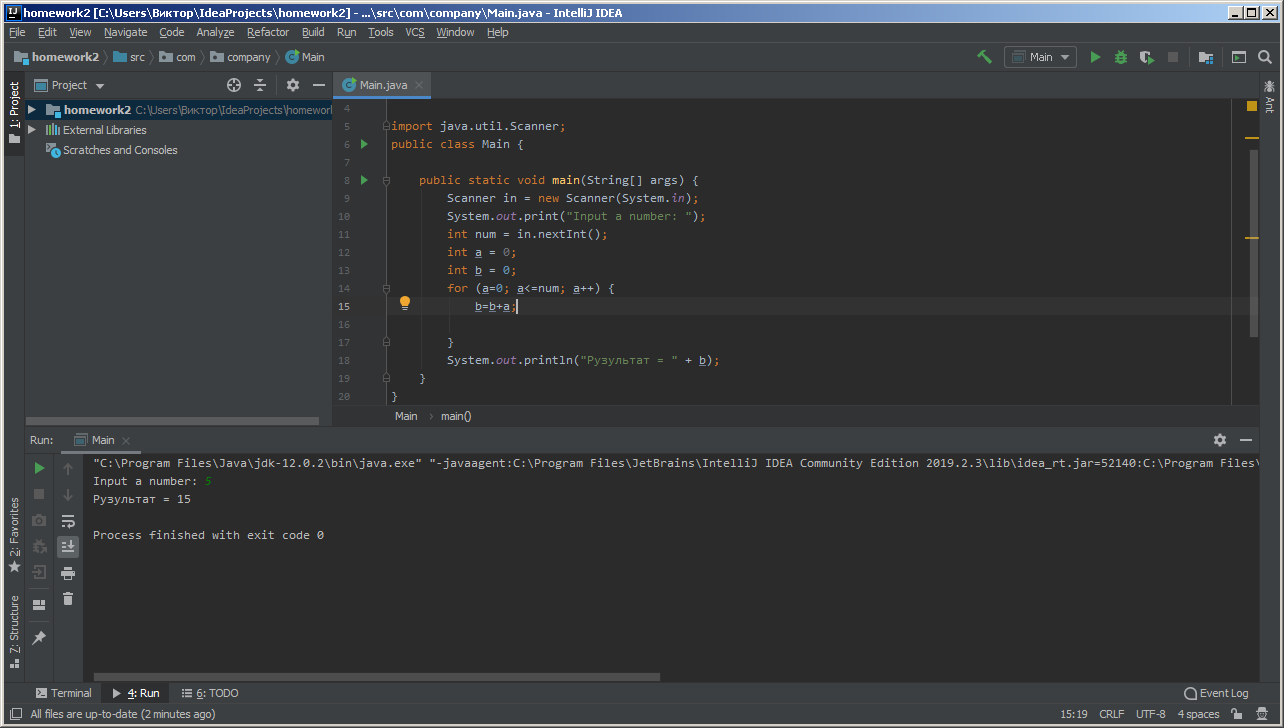 homework2 [C:\Users\Виктор\IdeaProjects\homework2] - ...\src\com\company\Main.java - IntelliJ IDEA
File Edit View Navigate Code Analyze Refactor Build Run Tools VCS Window Help
homework2 src com company Main
Main
1: Project
Project
Main.java
homework2 C:\Users\Виктор\IdeaProjects\homework
External Libraries
Scratches and Consoles
Ant
4
5 import java.util.Scanner;
6 public class Main {
7
8 public static void main(String[] args) {
9 Scanner in = new Scanner(System.in);
10 System.out.print("Input a number: ");
11 int num = in.nextInt();
12 int a = 0;
13 int b = 0;
14 for (a=0; a<=num; a++) {
15 b=b+a;
16
17 }
18 System.out.println("Рузультат = " + b);
19 }
20 }
Main › main()
Run: Main
"C:\Program Files\Java\jdk-12.0.2\bin\java.exe" "-javaagent:C:\Program Files\JetBrains\IntelliJ IDEA Community Edition 2019.2.3\lib\idea_rt.jar=52140:C:\Program Files\
Input a number: 5
Рузультат = 15
Process finished with exit code 0
2: Favorites
7: Structure
Terminal 4: Run 6: TODO Event Log
All files are up-to-date (2 minutes ago) 15:19 CRLF UTF-8 4 spaces